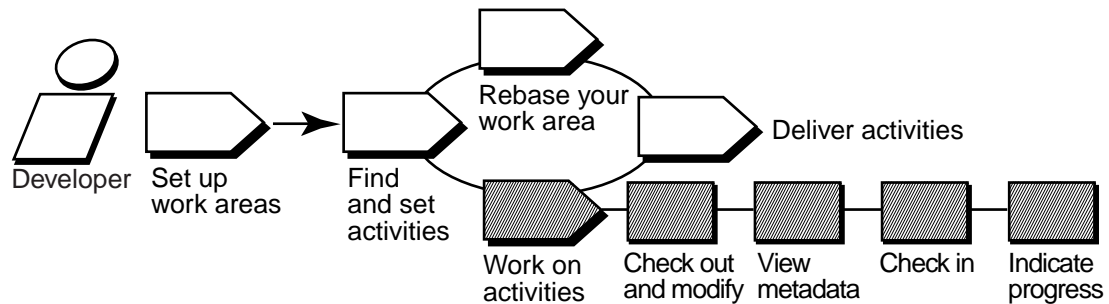 Developer
Set up
work areas
Find
and set
activities
Rebase your
work area
Deliver activities
Work on
activities
Check out
and modify
View
metadata
Check in
Indicate
progress